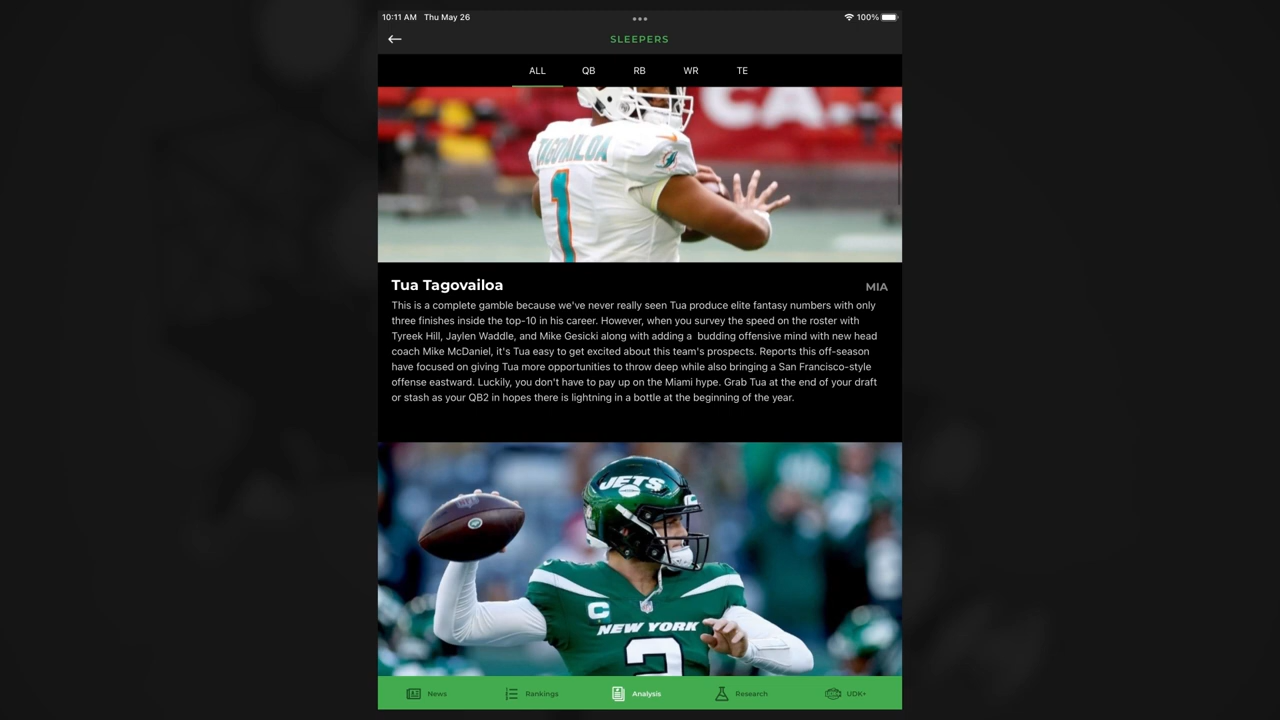 10:11 AM Thu May 26
100%
SLEEPERS
ALL QB RB WR TE
CA.
TAGOVAILOA
1
Tua Tagovailoa
MIA
This is a complete gamble because we've never really seen Tua produce elite fantasy numbers with only
three finishes inside the top-10 in his career. However, when you survey the speed on the roster with
Tyreek Hill, Jaylen Waddle, and Mike Gesicki along with adding a budding offensive mind with new head
coach Mike McDaniel, it's Tua easy to get excited about this team's prospects. Reports this off-season
have focused on giving Tua more opportunities to throw deep while also bringing a San Francisco-style
offense eastward. Luckily, you don't have to pay up on the Miami hype. Grab Tua at the end of your draft
or stash as your QB2 in hopes there is lightning in a bottle at the beginning of the year.
JETS
C
NEW YORK
2
News Rankings Analysis Research UDK+